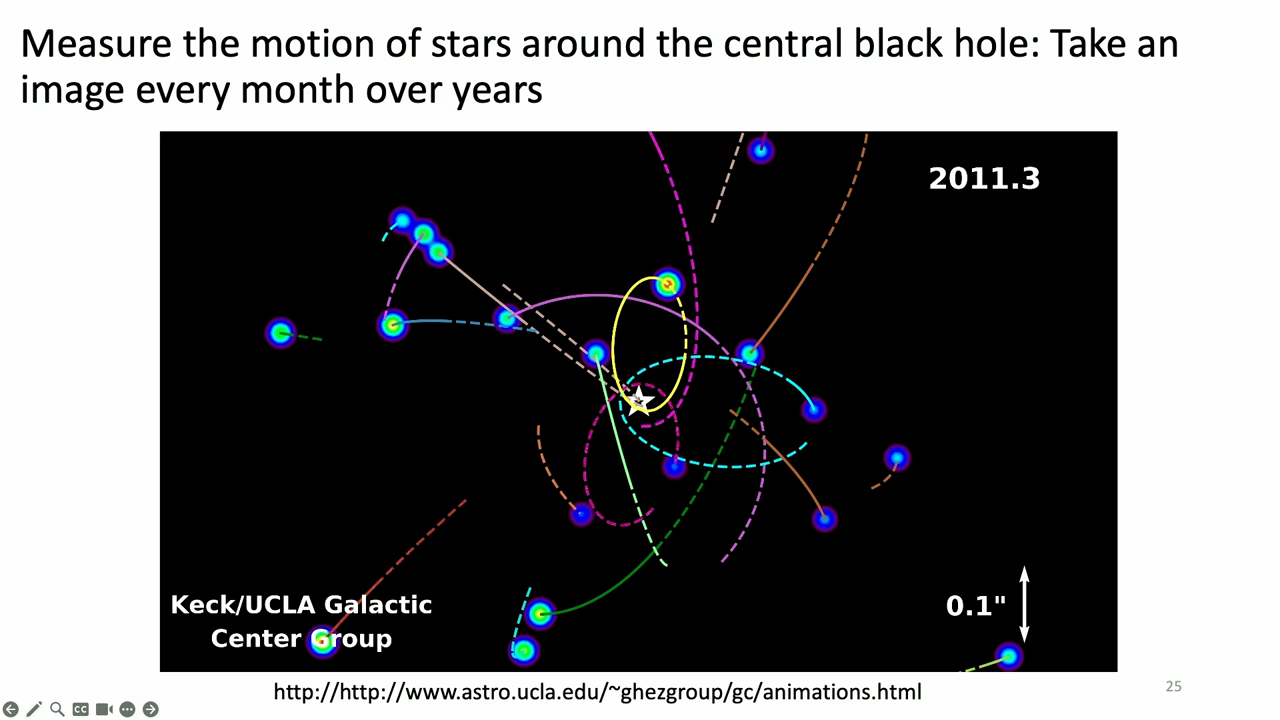 Measure the motion of stars around the central black hole: Take an
image every month over years
2011.3
Keck/UCLA Galactic
Center Group
0.1"
http://http://www.astro.ucla.edu/~ghezgroup/gc/animations.html
25
CC